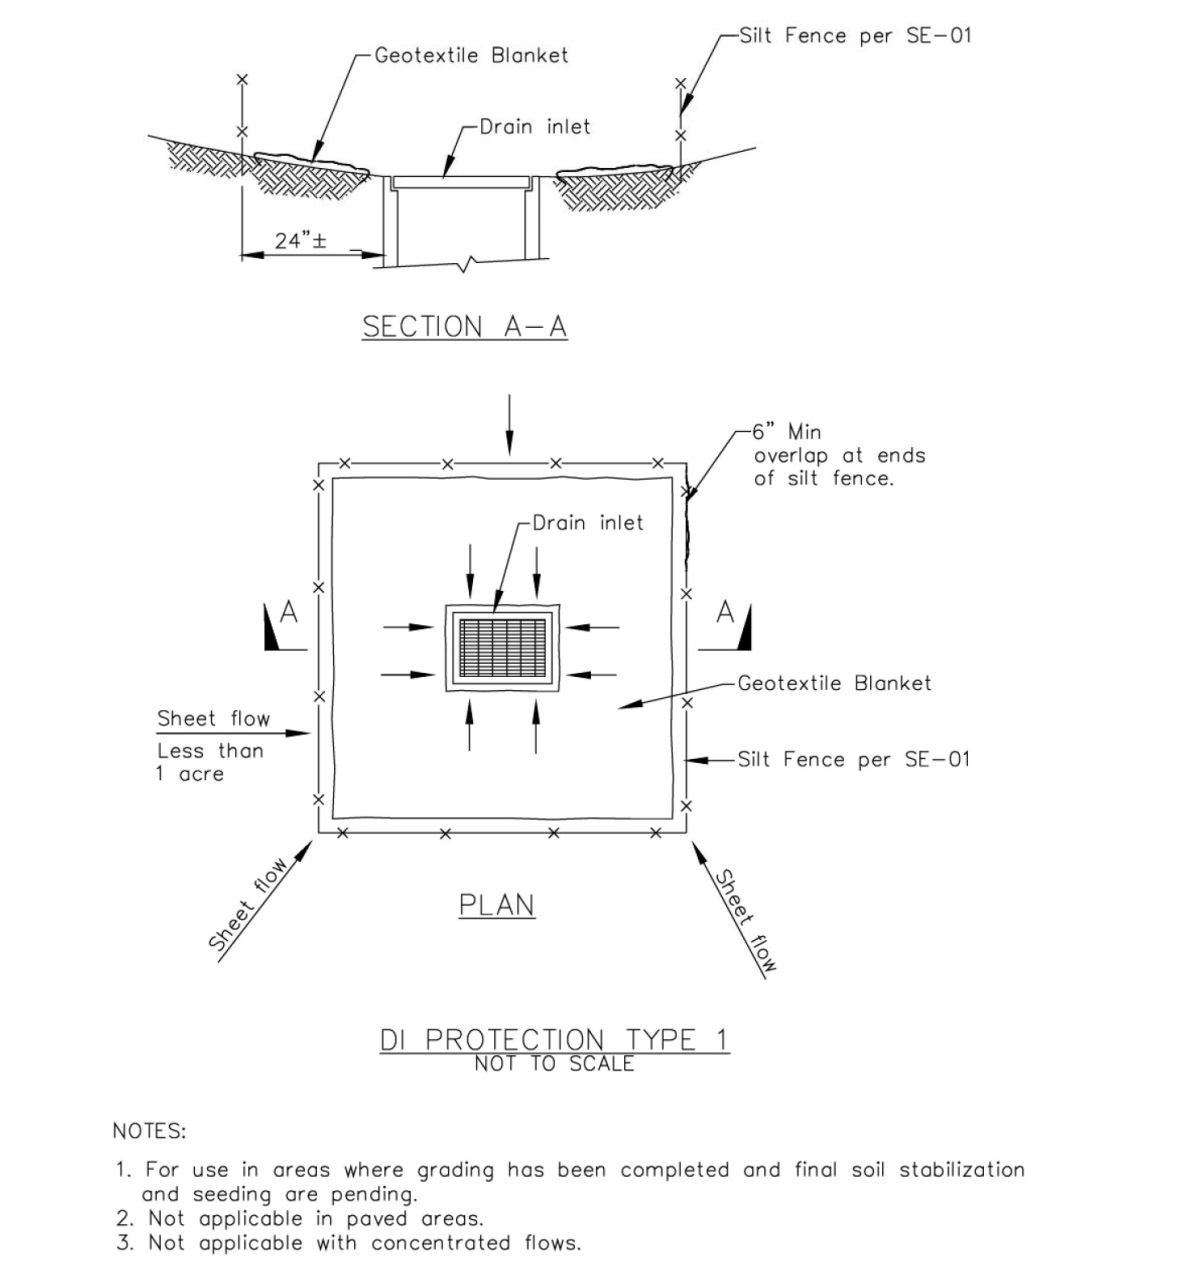 Silt Fence per SE-01
Geotextile Blanket
Drain inlet
24"±
SECTION A-A
6" Min
overlap at ends
of silt fence.
Drain inlet
A
A
Geotextile Blanket
Sheet flow
Less than
1 acre
Silt Fence per SE-01
Sheet flow
Sheet flow
PLAN
DI PROTECTION TYPE 1
NOT TO SCALE
NOTES:
1. For use in areas where grading has been completed and final soil stabilization
and seeding are pending.
2. Not applicable in paved areas.
3. Not applicable with concentrated flows.